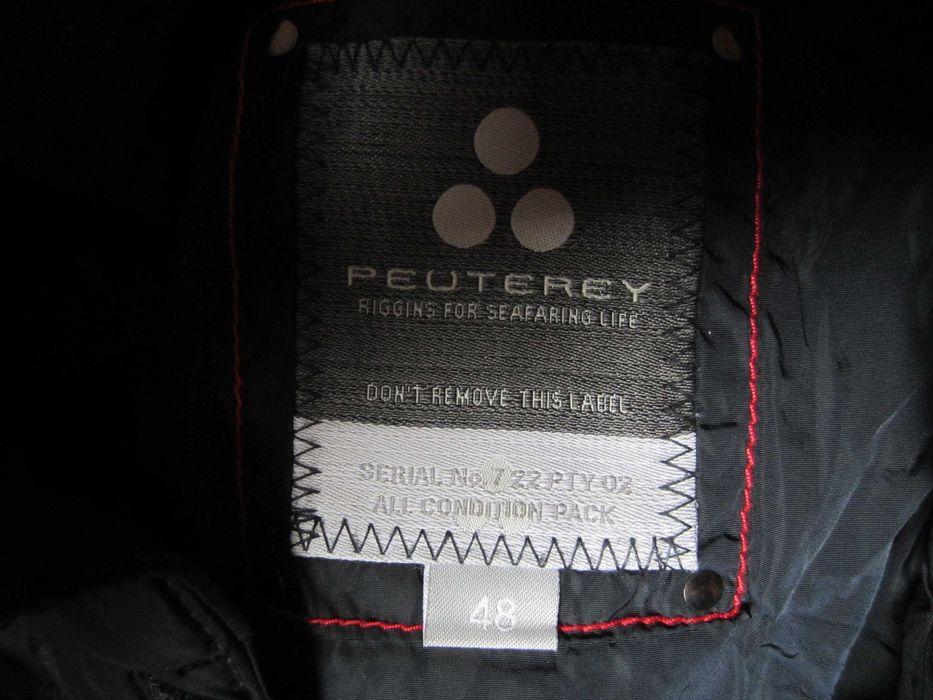 PEUTEREY
RIGGINS FOR SEAFARING LIFE
DON'T REMOVE THIS LABEL
SERIAL No 7 22 PTY 02
ALL CONDITION PACK
48